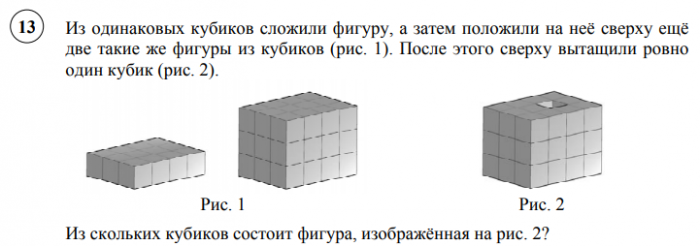 13
Из одинаковых кубиков сложили фигуру, а затем положили на неё сверху ещё
две такие же фигуры из кубиков (рис. 1). После этого сверху вытащили ровно
один кубик (рис. 2).
Рис. 1
Рис. 2
Из скольких кубиков состоит фигура, изображённая на рис. 2?